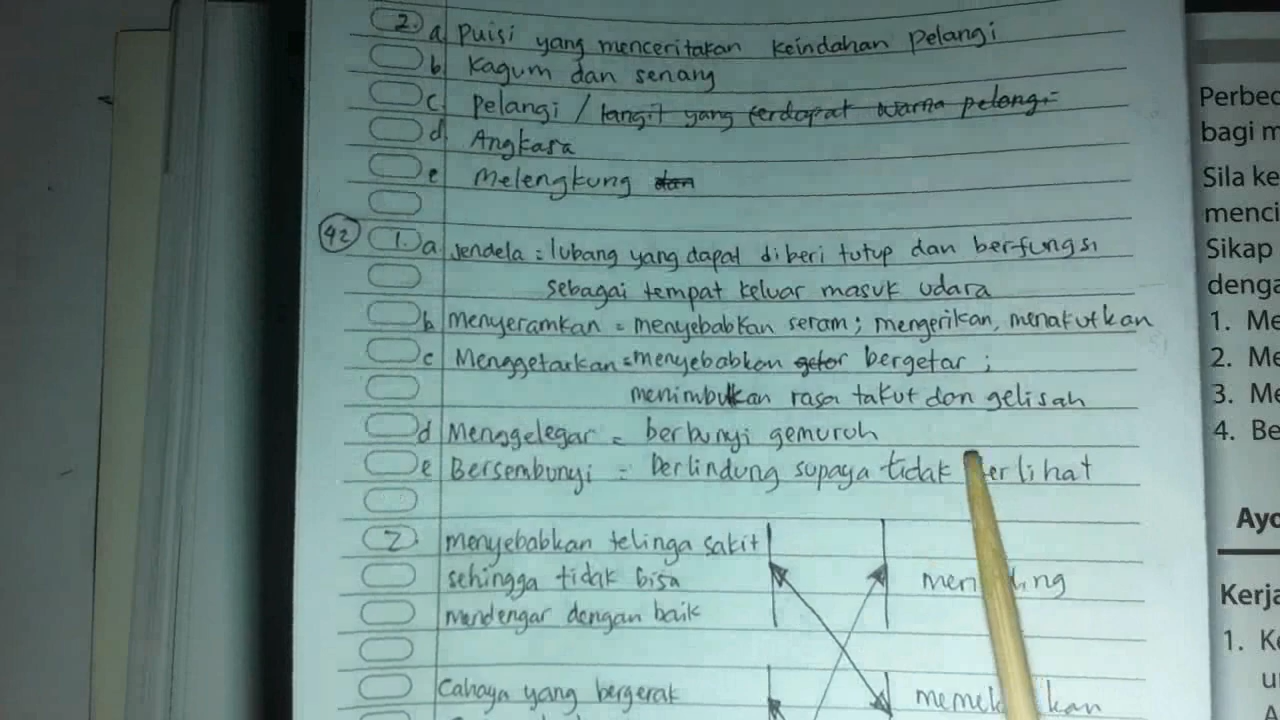 2. a Puisi yang menceritakan keindahan Pelangi
b Kagum dan senang
c Pelangi / langit yang terdapat warna pelangi
d Angkasa
e Melengkung dan
42 1. a Jendela = lubang yang dapat diberi tutup dan berfungsi
sebagai tempat keluar masuk udara
b Menyeramkan = menyebabkan seram; mengerikan, menakutkan
c Menggetarkan = menyebabkan getar bergetar;
menimbulkan rasa takut dan gelisah
d Menggelegar = berbunyi gemuruh
e Bersembunyi = berlindung supaya tidak terlihat
2 menyebabkan telinga sakit
sehingga tidak bisa
mendengar dengan baik
Cahaya yang bergerak
Perbed
bagi m
Sila ke
menci
Sikap
denga
1. Me
2. Me
3. Me
4. Be
Ayo
Kerja
1. Ke